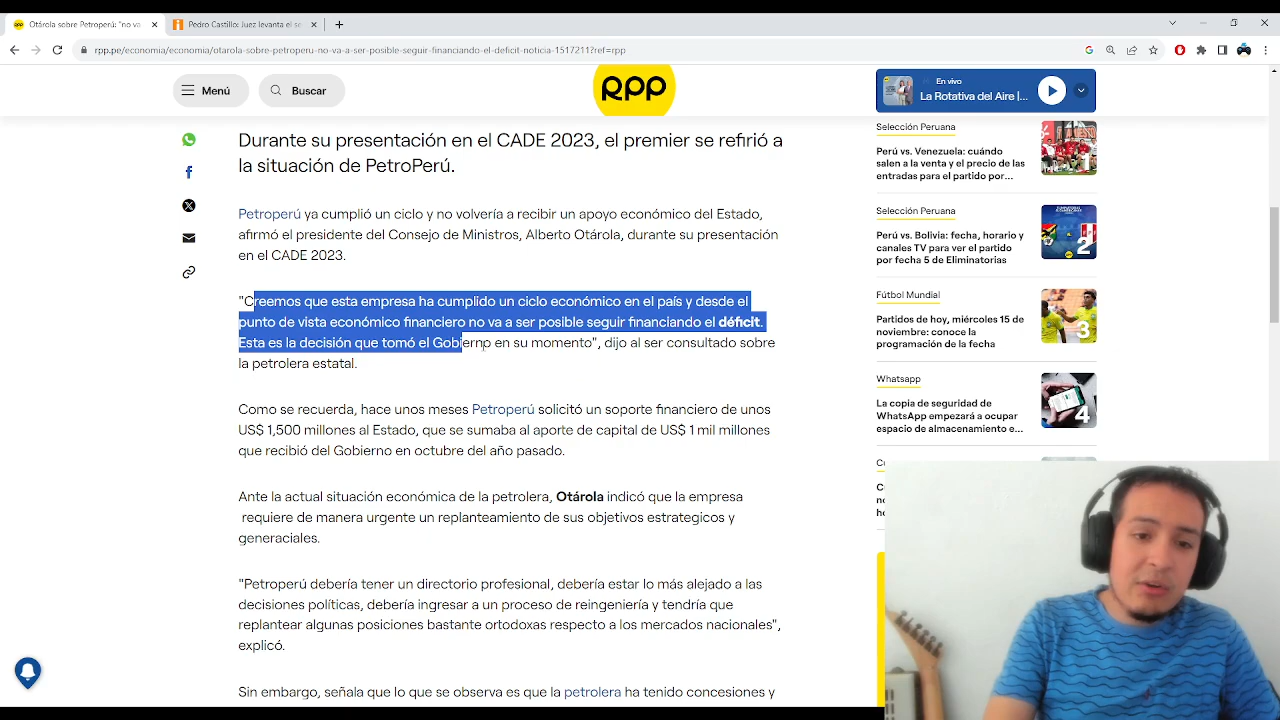 Otárola sobre Petroperú: "no va
Pedro Castillo: Juez levanta el se
rpp.pe/economia/economia/otarola-sobre-petroperu-no-va-a-ser-posible-seguir-financiando-el-deficit-noticia-1517211?ref=rpp
Menú
Buscar
RPP
En vivo
La Rotativa del Aire |...
Durante su presentación en el CADE 2023, el premier se refirió a
la situación de PetroPerú.
Petroperú ya cumplió un ciclo y no volvería a recibir un apoyo económico del Estado,
afirmó el presidente del Consejo de Ministros, Alberto Otárola, durante su presentación
en el CADE 2023.
"Creemos que esta empresa ha cumplido un ciclo económico en el país y desde el
punto de vista económico financiero no va a ser posible seguir financiando el déficit.
Esta es la decisión que tomó el Gobierno en su momento", dijo al ser consultado sobre
la petrolera estatal.
Como se recuerda, hace unos meses Petroperú solicitó un soporte financiero de unos
US$ 1,500 millones al Estado, que se sumaba al aporte de capital de US$ 1 mil millones
que recibió del Gobierno en octubre del año pasado.
Ante la actual situación económica de la petrolera, Otárola indicó que la empresa
requiere de manera urgente un replanteamiento de sus objetivos estrategicos y
generaciales.
"Petroperú debería tener un directorio profesional, debería estar lo más alejado a las
decisiones políticas, debería ingresar a un proceso de reingeniería y tendría que
replantear algunas posiciones bastante ortodoxas respecto a los mercados nacionales",
explicó.
Sin embargo, señala que lo que se observa es que la petrolera ha tenido concesiones y
Selección Peruana
Perú vs. Venezuela: cuándo
salen a la venta y el precio de las
entradas para el partido por...
1
Selección Peruana
Perú vs. Bolivia: fecha, horario y
canales TV para ver el partido
por fecha 5 de Eliminatorias
2
Fútbol Mundial
Partidos de hoy, miércoles 15 de
noviembre: conoce la
programación de la fecha
3
Whatsapp
La copia de seguridad de
WhatsApp empezará a ocupar
espacio de almacenamiento e...
4